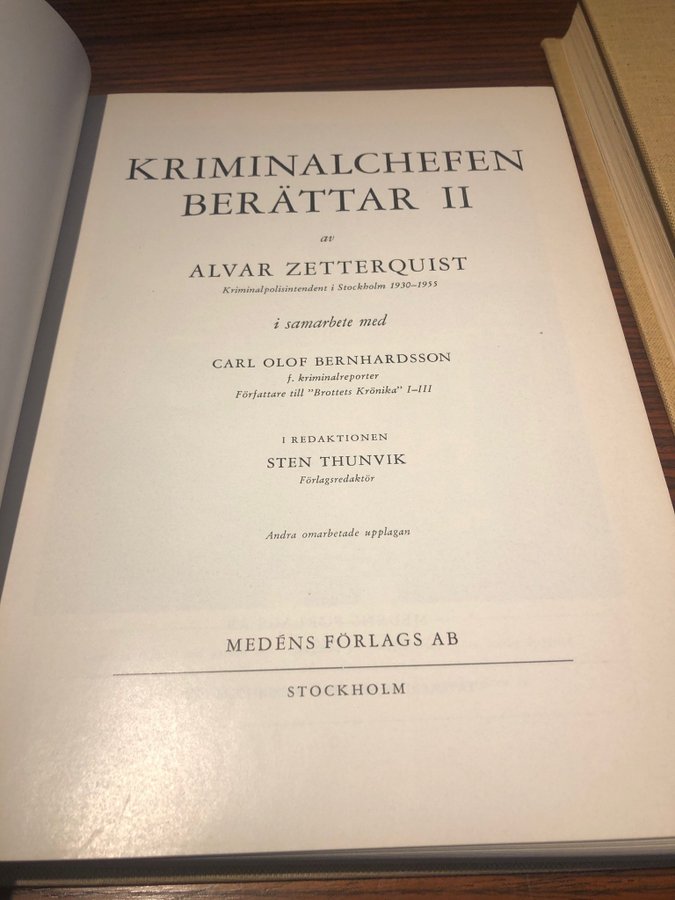 KRIMINALCHEFEN
BERÄTTAR II
av
ALVAR ZETTERQUIST
Kriminalpolisintendent i Stockholm 1930–1955
i samarbete med
CARL OLOF BERNHARDSSON
f. kriminalreporter
Författare till "Brottets Krönika" I–III
I REDAKTIONEN
STEN THUNVIK
Förlagsredaktör
Andra omarbetade upplagan
MEDÉNS FÖRLAGS AB
STOCKHOLM